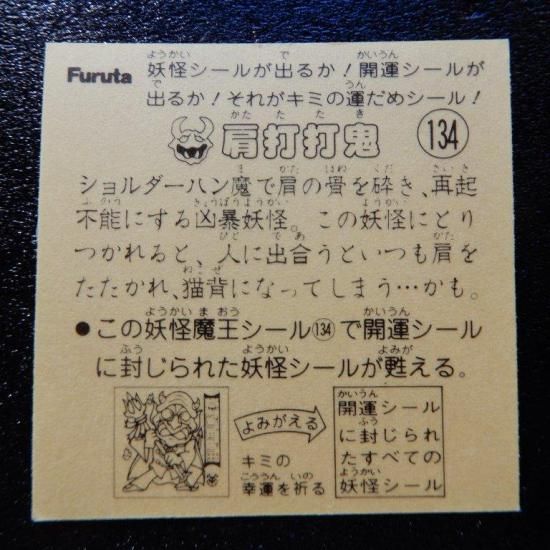 Furuta
妖怪シールが出るか！開運シールが
出るか！それがキミの運だめシール！
肩打打鬼
134
ショルダーハン魔で肩の骨を砕き、再起
不能にする凶暴妖怪。この妖怪にとり
つかれると、人に出合うといつも肩を
たたかれ、猫背になってしまう…かも。
●この妖怪魔王シール134で開運シール
に封じられた妖怪シールが甦える。
よみがえる
キミの
幸運を祈る
開運シール
に封じられ
たすべての
妖怪シール